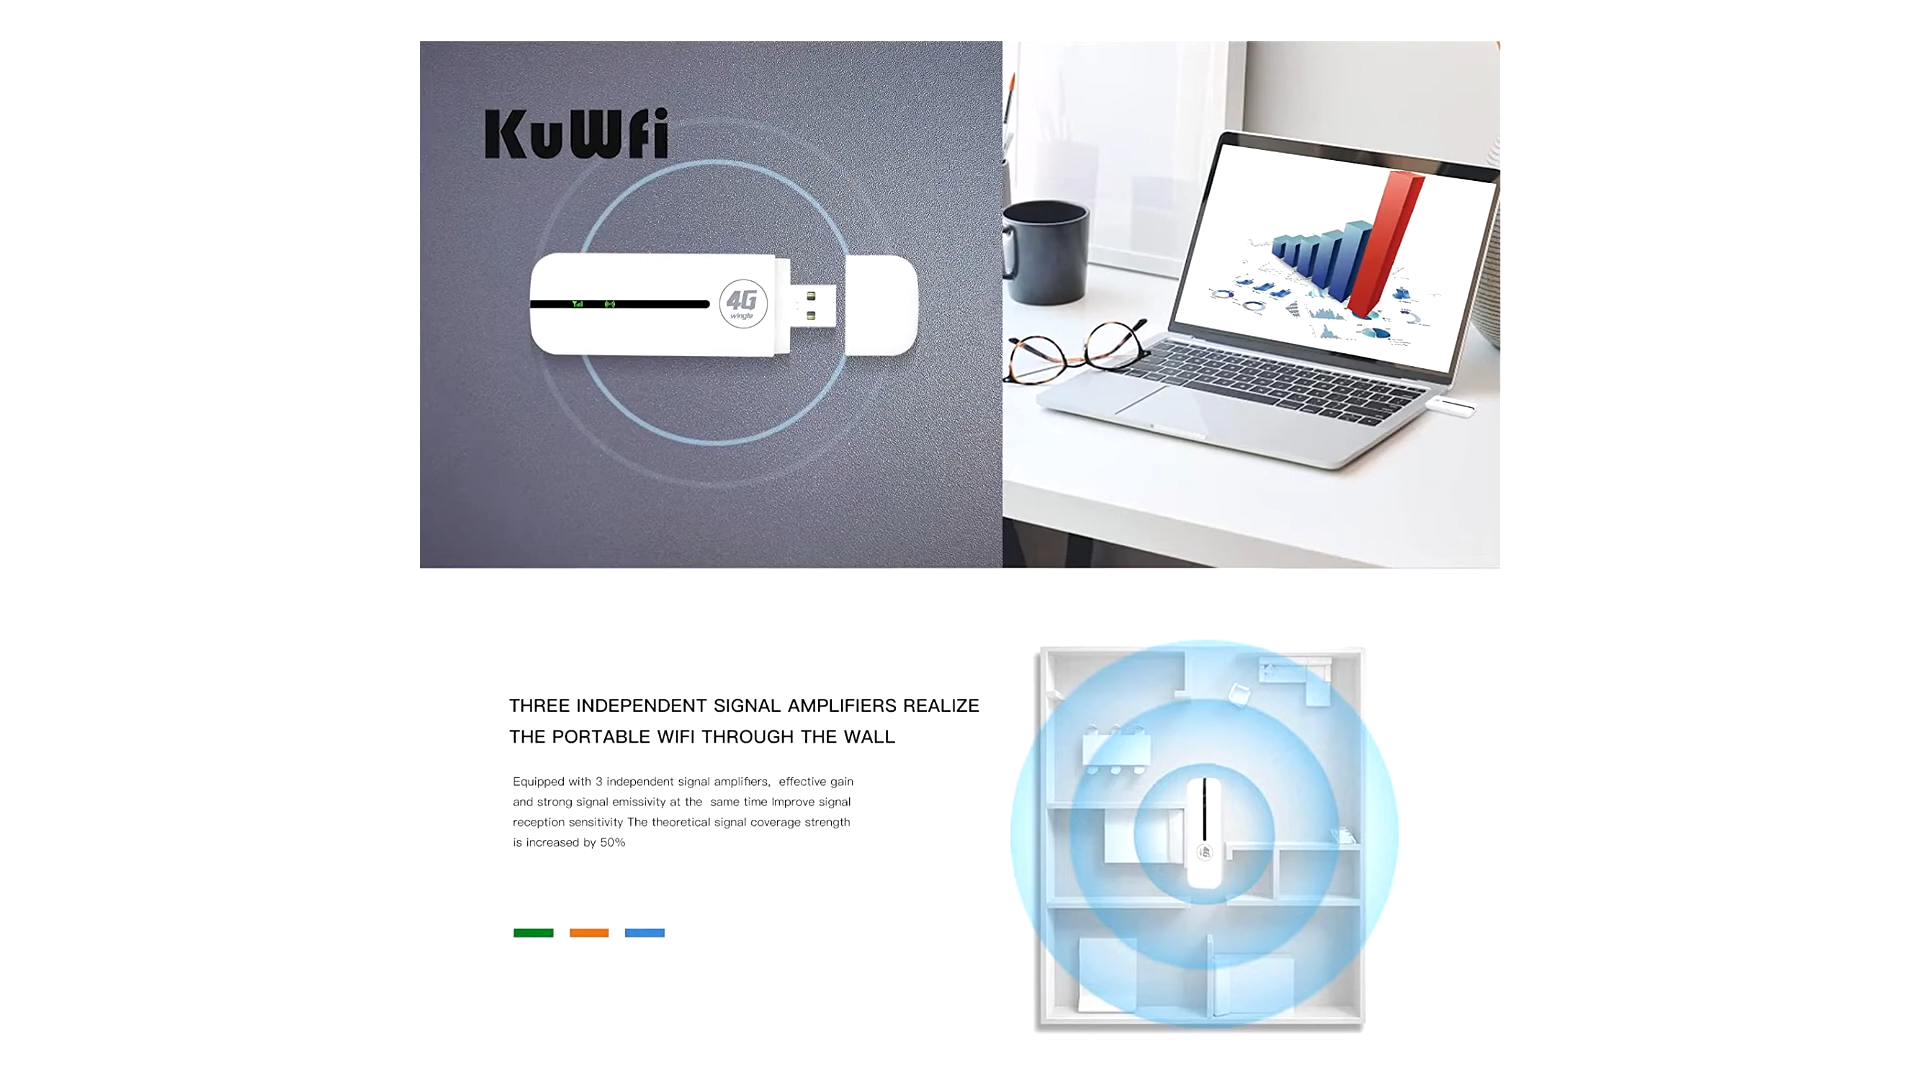 KuWfi
4G
wingle
THREE INDEPENDENT SIGNAL AMPLIFIERS REALIZE
THE PORTABLE WIFI THROUGH THE WALL
Equipped with 3 independent signal amplifiers, effective gain
and strong signal emissivity at the same time Improve signal
reception sensitivity The theoretical signal coverage strength
is increased by 50%
4G